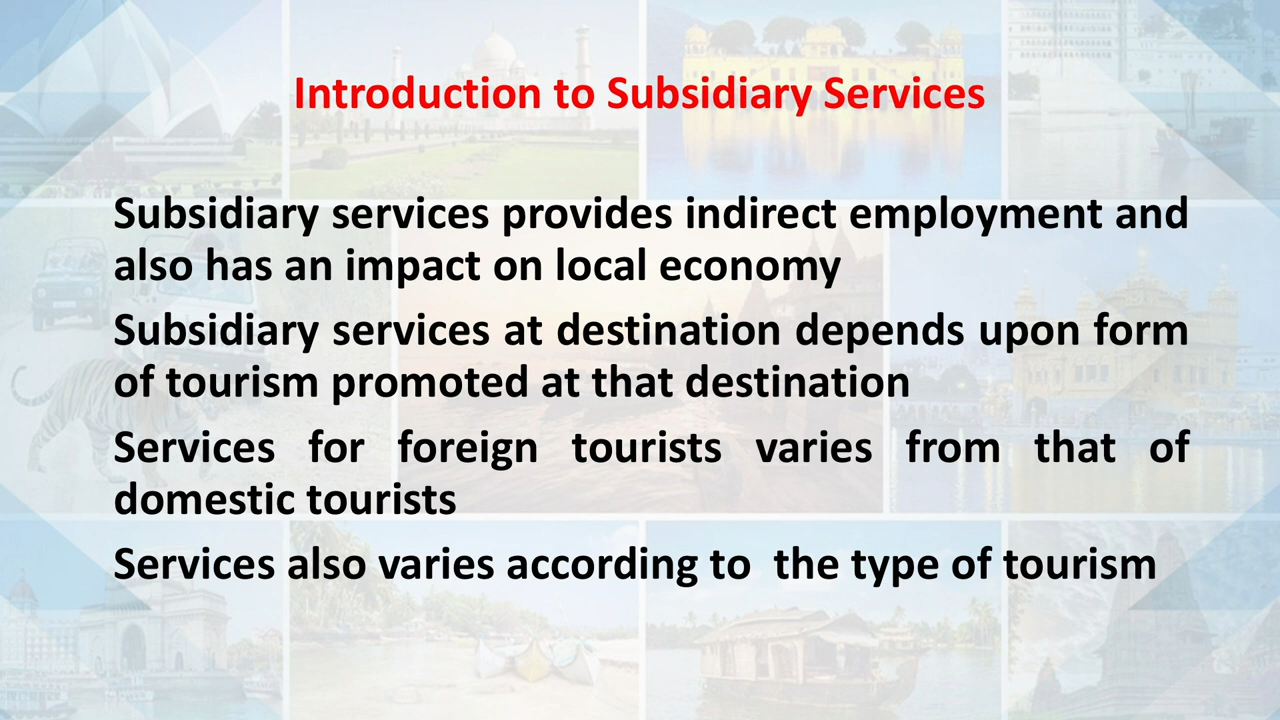 Introduction to Subsidiary Services
Subsidiary services provides indirect employment and
also has an impact on local economy
Subsidiary services at destination depends upon form
of tourism promoted at that destination
Services for foreign tourists varies from that of
domestic tourists
Services also varies according to  the type of tourism